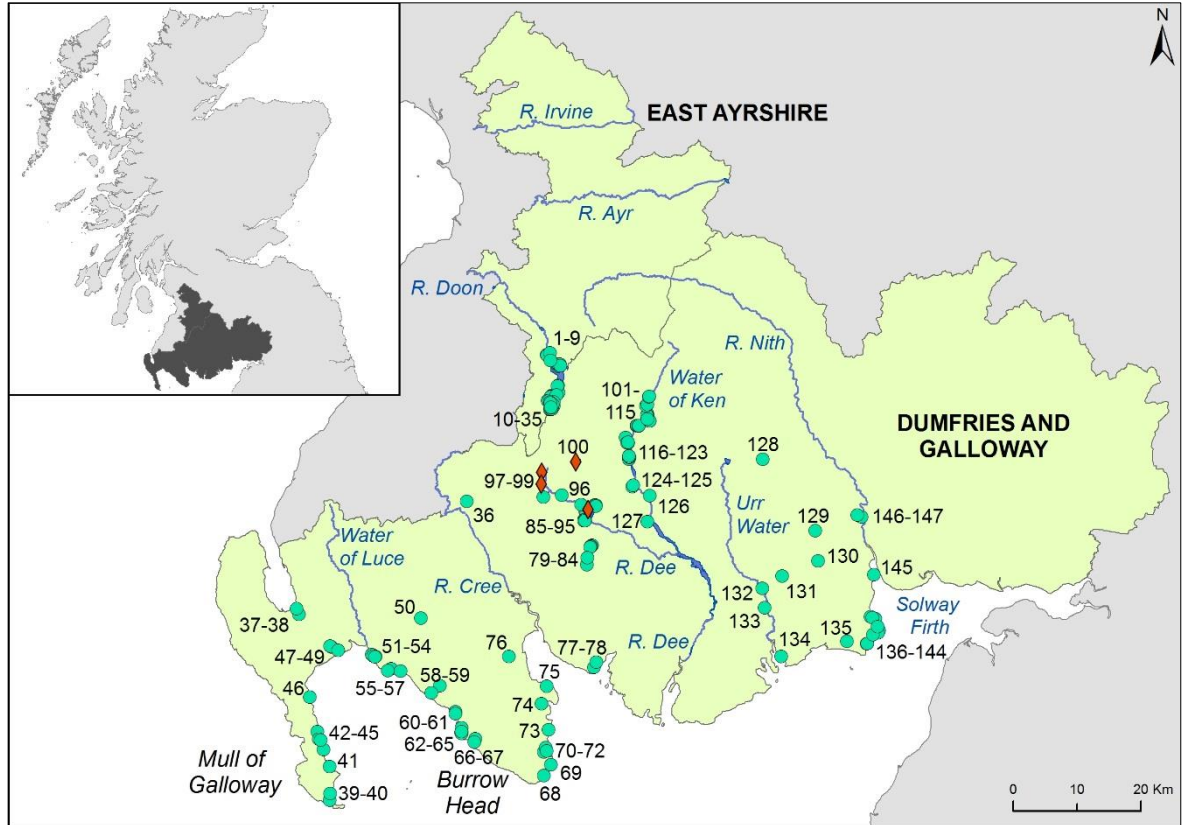 N
R. Irvine
EAST AYRSHIRE
R. Ayr
R. Doon
1-9
R. Nith
Water
of Ken
101-
115
10-35
DUMFRIES AND
GALLOWAY
100
128
116-123
97-99
96
124-125
36
126
Urr
Water
129
146-147
85-95
127
Water
of Luce
79-84
R. Dee
130
R. Cree
131
145
132
50
Solway
Firth
37-38
133
76
135
R. Dee
134
136-144
47-49
51-54
77-78
55-57
58-59
75
46
74
60-61
73
42-45
62-65
70-72
Mull of
Galloway
66-67
41
Burrow
Head
69
39-40
68
0 10 20 Km